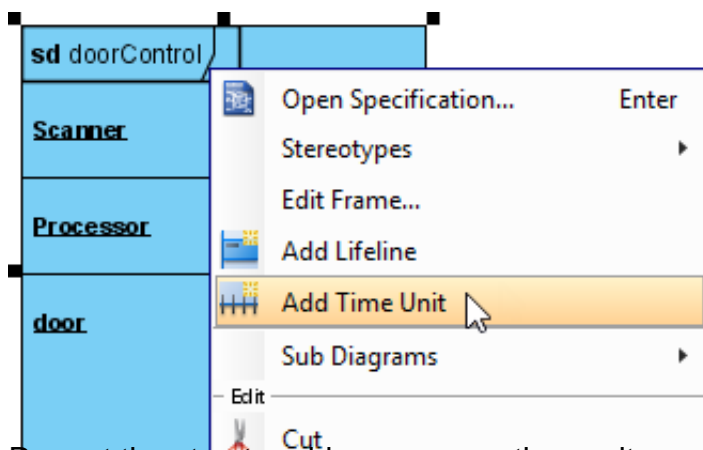 sd doorControl
Open Specification... Enter
Scanner
Stereotypes
Edit Frame...
Processor
Add Lifeline
Add Time Unit
door
Sub Diagrams
Edit
Cut